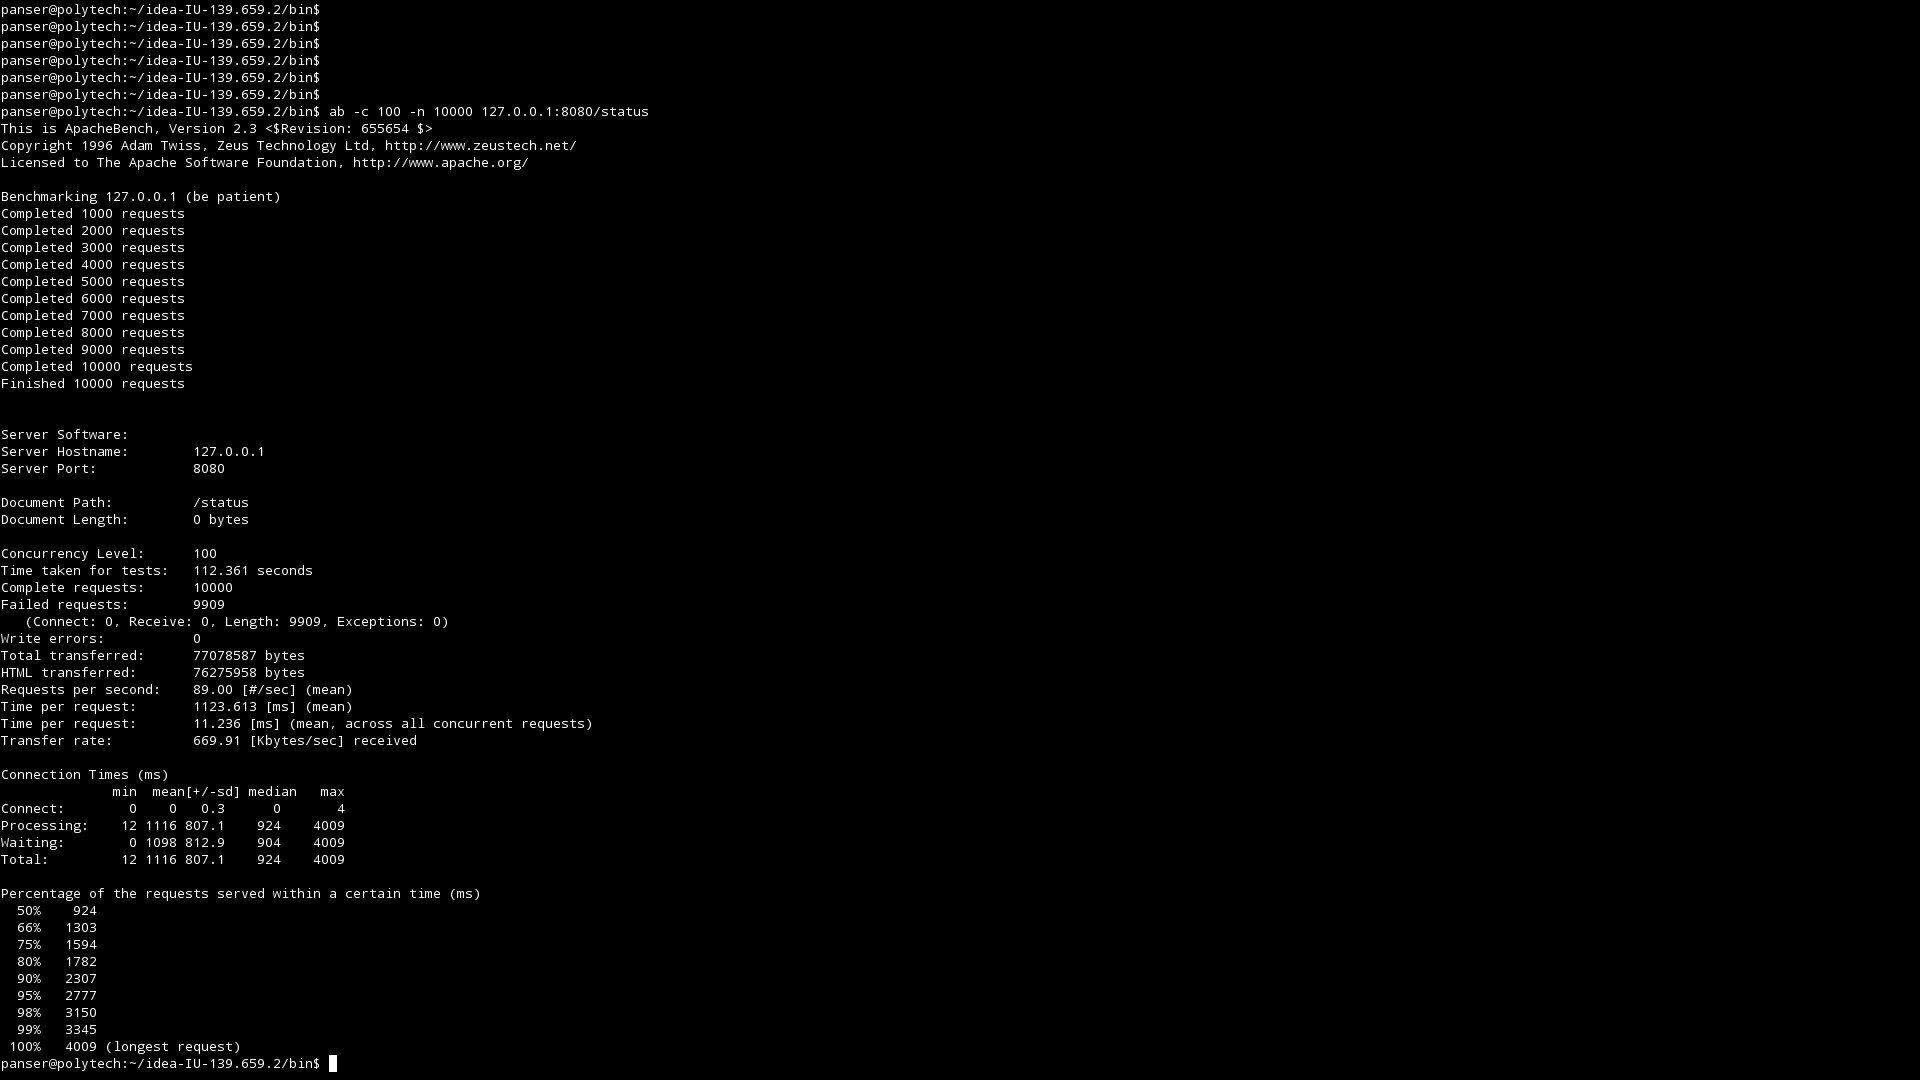 panser@polytech:~/idea-IU-139.659.2/bin$
panser@polytech:~/idea-IU-139.659.2/bin$
panser@polytech:~/idea-IU-139.659.2/bin$
panser@polytech:~/idea-IU-139.659.2/bin$
panser@polytech:~/idea-IU-139.659.2/bin$
panser@polytech:~/idea-IU-139.659.2/bin$
panser@polytech:~/idea-IU-139.659.2/bin$ ab -c 100 -n 10000 127.0.0.1:8080/status
This is ApacheBench, Version 2.3 <$Revision: 655654 $>
Copyright 1996 Adam Twiss, Zeus Technology Ltd, http://www.zeustech.net/
Licensed to The Apache Software Foundation, http://www.apache.org/

Benchmarking 127.0.0.1 (be patient)
Completed 1000 requests
Completed 2000 requests
Completed 3000 requests
Completed 4000 requests
Completed 5000 requests
Completed 6000 requests
Completed 7000 requests
Completed 8000 requests
Completed 9000 requests
Completed 10000 requests
Finished 10000 requests


Server Software:
Server Hostname:        127.0.0.1
Server Port:            8080

Document Path:          /status
Document Length:        0 bytes

Concurrency Level:      100
Time taken for tests:   112.361 seconds
Complete requests:      10000
Failed requests:        9909
   (Connect: 0, Receive: 0, Length: 9909, Exceptions: 0)
Write errors:           0
Total transferred:      77078587 bytes
HTML transferred:       76275958 bytes
Requests per second:    89.00 [#/sec] (mean)
Time per request:       1123.613 [ms] (mean)
Time per request:       11.236 [ms] (mean, across all concurrent requests)
Transfer rate:          669.91 [Kbytes/sec] received

Connection Times (ms)
              min  mean[+/-sd] median   max
Connect:        0    0   0.3      0       4
Processing:    12 1116 807.1    924    4009
Waiting:        0 1098 812.9    904    4009
Total:         12 1116 807.1    924    4009

Percentage of the requests served within a certain time (ms)
  50%    924
  66%   1303
  75%   1594
  80%   1782
  90%   2307
  95%   2777
  98%   3150
  99%   3345
 100%   4009 (longest request)
panser@polytech:~/idea-IU-139.659.2/bin$